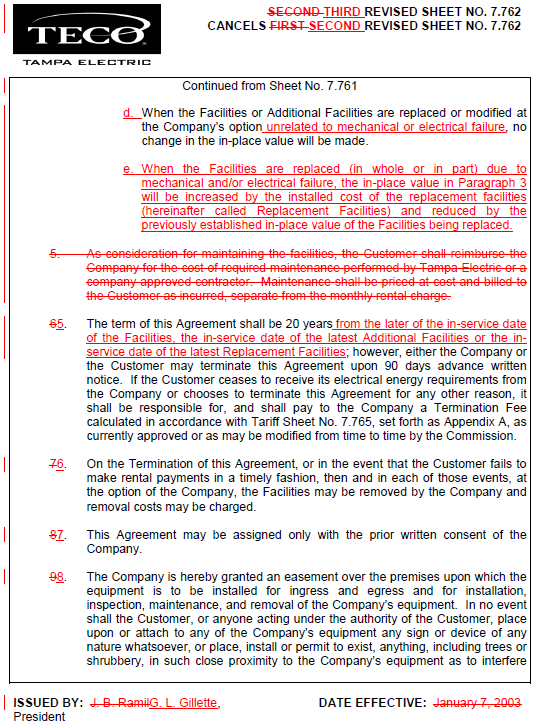 TECO
TAMPA ELECTRIC
SECOND THIRD REVISED SHEET NO. 7.762
CANCELS FIRST SECOND REVISED SHEET NO. 7.762
Continued from Sheet No. 7.761
d. When the Facilities or Additional Facilities are replaced or modified at
the Company's option unrelated to mechanical or electrical failure, no
change in the in-place value will be made.
e. When the Facilities are replaced (in whole or in part) due to
mechanical and/or electrical failure, the in-place value in Paragraph 3
will be increased by the installed cost of the replacement facilities
(hereinafter called Replacement Facilities) and reduced by the
previously established in-place value of the Facilities being replaced.
5. As consideration for maintaining the facilities, the Customer shall reimburse the
Company for the cost of required maintenance performed by Tampa Electric or a
company approved contractor. Maintenance shall be priced at cost and billed to
the Customer as incurred, separate from the monthly rental charge.
65. The term of this Agreement shall be 20 years from the later of the in-service date
of the Facilities, the in-service date of the latest Additional Facilities or the in-
service date of the latest Replacement Facilities; however, either the Company or
the Customer may terminate this Agreement upon 90 days advance written
notice. If the Customer ceases to receive its electrical energy requirements from
the Company or chooses to terminate this Agreement for any other reason, it
shall be responsible for, and shall pay to the Company a Termination Fee
calculated in accordance with Tariff Sheet No. 7.765, set forth as Appendix A, as
currently approved or as may be modified from time to time by the Commission.
76. On the Termination of this Agreement, or in the event that the Customer fails to
make rental payments in a timely fashion, then and in each of those events, at
the option of the Company, the Facilities may be removed by the Company and
removal costs may be charged.
87. This Agreement may be assigned only with the prior written consent of the
Company.
98. The Company is hereby granted an easement over the premises upon which the
equipment is to be installed for ingress and egress and for installation,
inspection, maintenance, and removal of the Company's equipment. In no event
shall the Customer, or anyone acting under the authority of the Customer, place
upon or attach to any of the Company's equipment any sign or device of any
nature whatsoever, or place, install or permit to exist, anything, including trees or
shrubbery, in such close proximity to the Company's equipment as to interfere
ISSUED BY: J. B. RamilG. L. Gillette, DATE EFFECTIVE: January 7, 2003
President